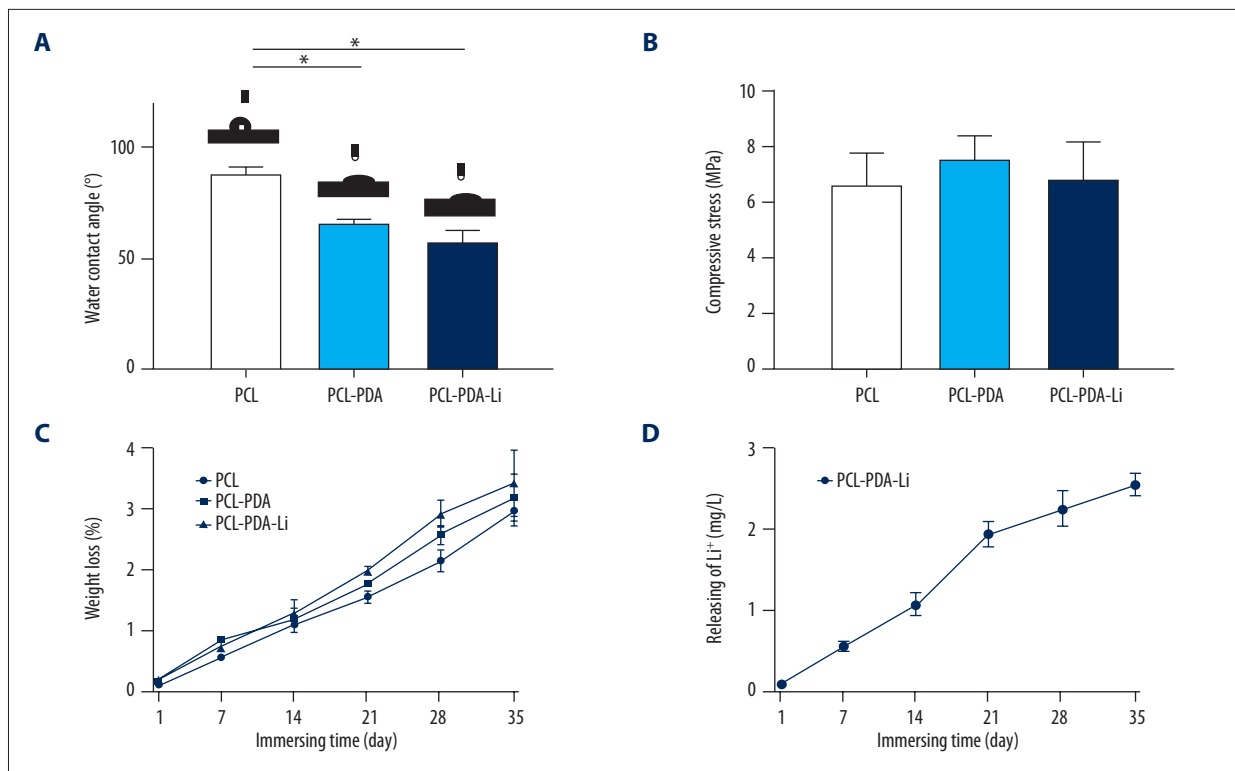 A
*
*
Water contact angle (°)
100
50
0
PCL
PCL-PDA
PCL-PDA-Li
B
Compressive stress (MPa)
10
8
6
4
2
0
PCL
PCL-PDA
PCL-PDA-Li
C
Weight loss (%)
4
3
2
1
0
PCL
PCL-PDA
PCL-PDA-Li
1 7 14 21 28 35
Immersing time (day)
D
Releasing of Li⁺ (mg/L)
3
2
1
0
PCL-PDA-Li
1 7 14 21 28 35
Immersing time (day)